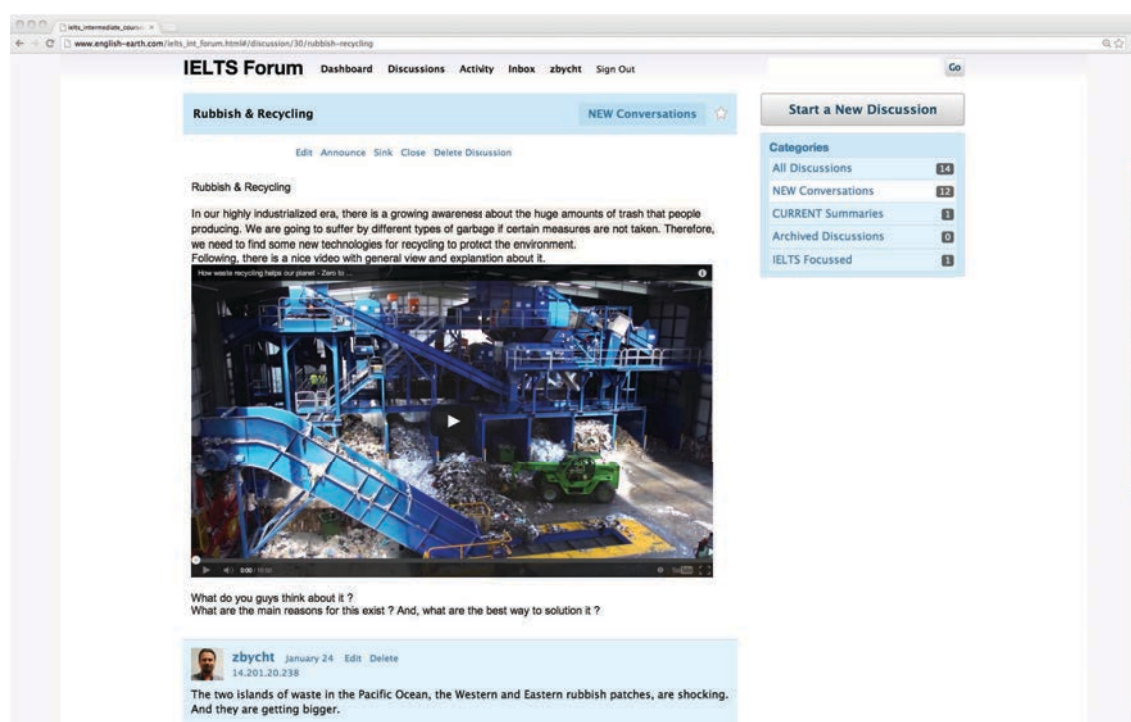 ielts_intermediate_cours
www.english-earth.com/ielts_int_forum.html#/discussion/30/rubbish-recycling
IELTS Forum Dashboard Discussions Activity Inbox zbycht Sign Out
Go
Rubbish & Recycling
NEW Conversations
Start a New Discussion
Edit Announce Sink Close Delete Discussion
Categories
All Discussions 14
NEW Conversations 12
CURRENT Summaries 1
Archived Discussions 0
IELTS Focussed 1
Rubbish & Recycling
In our highly industrialized era, there is a growing awareness about the huge amounts of trash that people
producing. We are going to suffer by different types of garbage if certain measures are not taken. Therefore,
we need to find some new technologies for recycling to protect the environment.
Following, there is a nice video with general view and explanation about it.
How waste recycling helps our planet - Zero to ...
0:00
YouTube
What do you guys think about it ?
What are the main reasons for this exist ? And, what are the best way to solution it ?
zbycht January 24 Edit Delete
14.201.20.238
The two islands of waste in the Pacific Ocean, the Western and Eastern rubbish patches, are shocking.
And they are getting bigger.